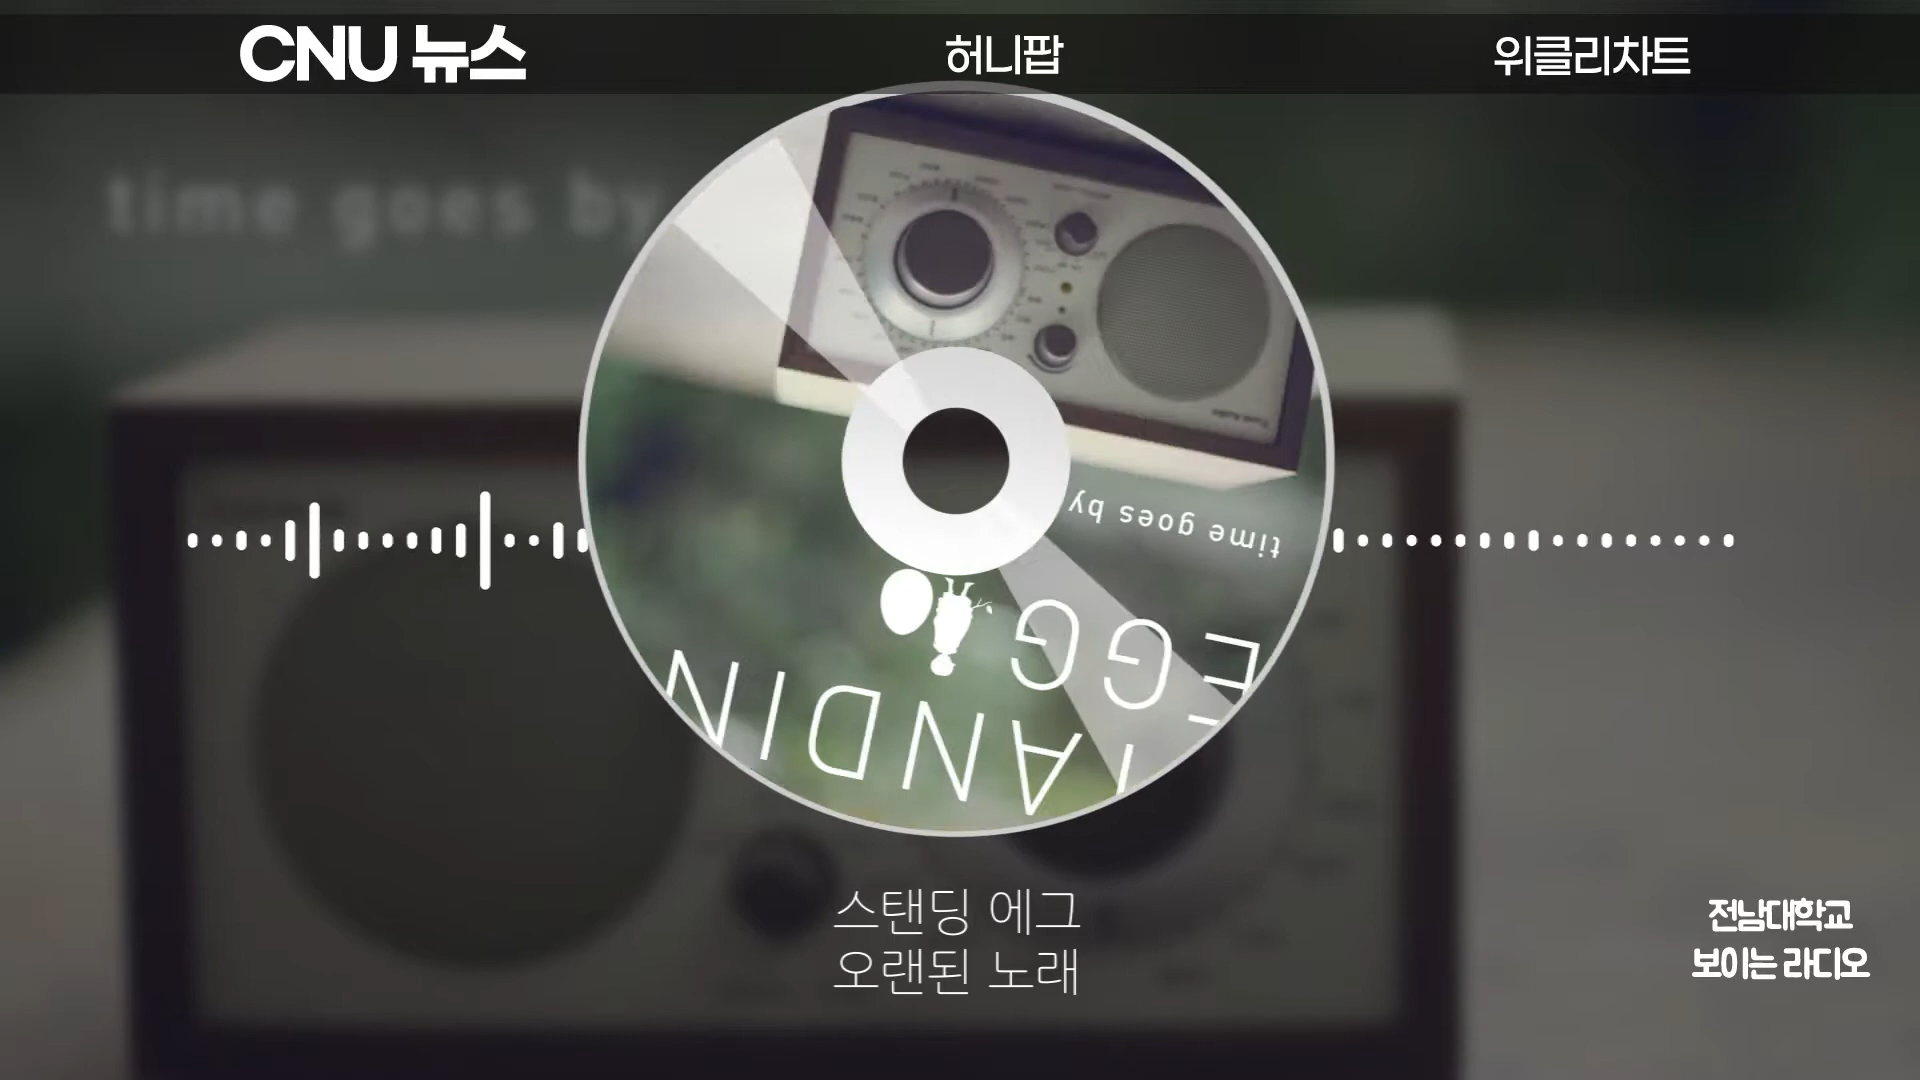 CNU 뉴스
허니팝
위클리차트
time goes by
time goes by
EGG
TANDIN
스탠딩 에그
오랜된 노래
전남대학교
보이는 라디오